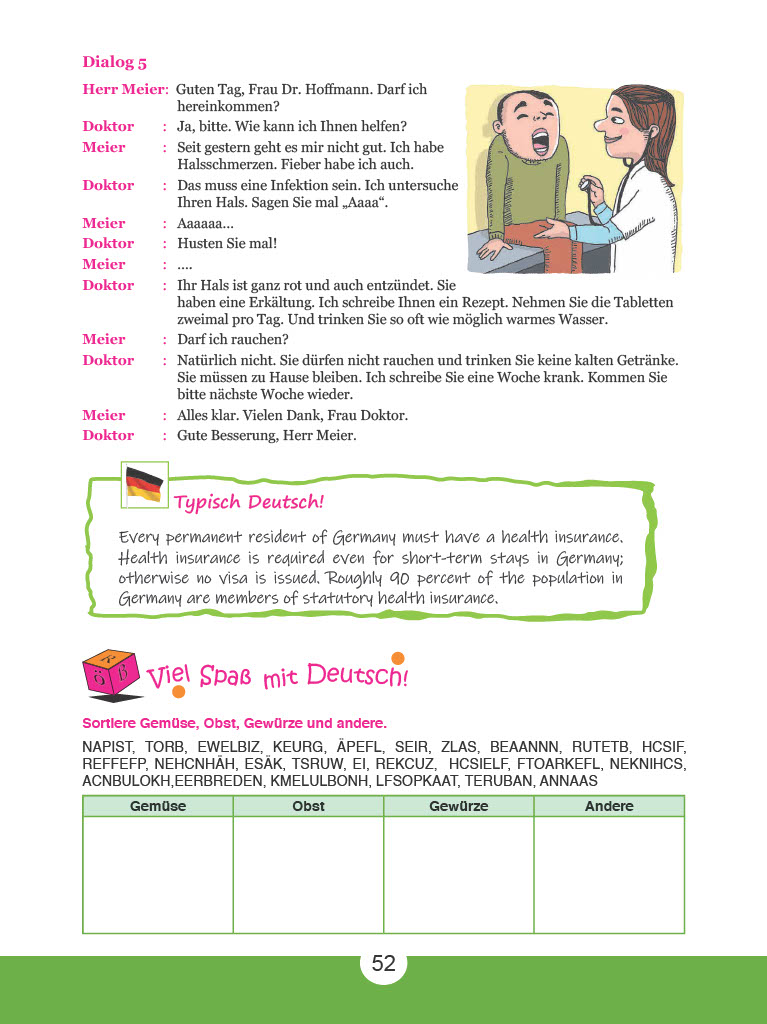 Dialog 5
Herr Meier: Guten Tag, Frau Dr. Hoffmann. Darf ich
hereinkommen?
Doktor : Ja, bitte. Wie kann ich Ihnen helfen?
Meier : Seit gestern geht es mir nicht gut. Ich habe
Halsschmerzen. Fieber habe ich auch.
Doktor : Das muss eine Infektion sein. Ich untersuche
Ihren Hals. Sagen Sie mal „Aaaa“.
Meier : Aaaaaa...
Doktor : Husten Sie mal!
Meier : ....
Doktor : Ihr Hals ist ganz rot und auch entzündet. Sie
haben eine Erkältung. Ich schreibe Ihnen ein Rezept. Nehmen Sie die Tabletten
zweimal pro Tag. Und trinken Sie so oft wie möglich warmes Wasser.
Meier : Darf ich rauchen?
Doktor : Natürlich nicht. Sie dürfen nicht rauchen und trinken Sie keine kalten Getränke.
Sie müssen zu Hause bleiben. Ich schreibe Sie eine Woche krank. Kommen Sie
bitte nächste Woche wieder.
Meier : Alles klar. Vielen Dank, Frau Doktor.
Doktor : Gute Besserung, Herr Meier.
Typisch Deutsch!
Every permanent resident of Germany must have a health insurance.
Health insurance is required even for short-term stays in Germany;
otherwise no visa is issued. Roughly 90 percent of the population in
Germany are members of statutory health insurance.
R
Ö ß
Viel Spaß mit Deutsch!
Sortiere Gemüse, Obst, Gewürze und andere.
NAPIST, TORB, EWELBIZ, KEURG, ÄPEFL, SEIR, ZLAS, BEAANNN, RUTETB, HCSIF,
REFFEFP, NEHCNHÄH, ESÄK, TSRUW, EI, REKCUZ, HCSIELF, FTOARKEFL, NEKNIHCS,
ACNBULOKH,EERBREDEN, KMELULBONH, LFSOPKAAT, TERUBAN, ANNAAS
Gemüse Obst Gewürze Andere
52